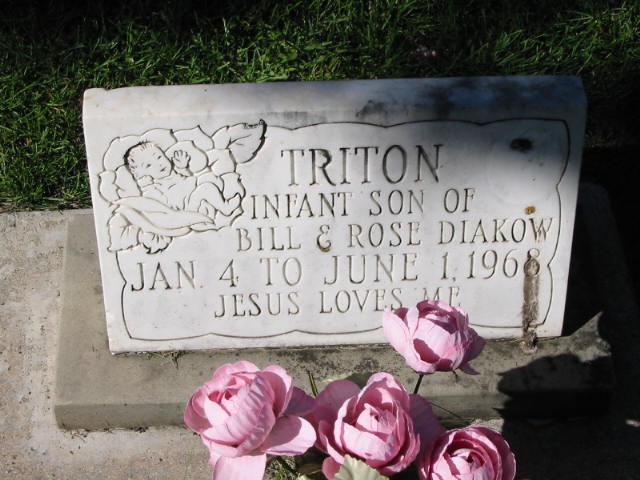 TRITON
INFANT SON OF
BILL & ROSE DIAKOW
JAN. 4 TO JUNE 1, 1968
JESUS LOVES ME